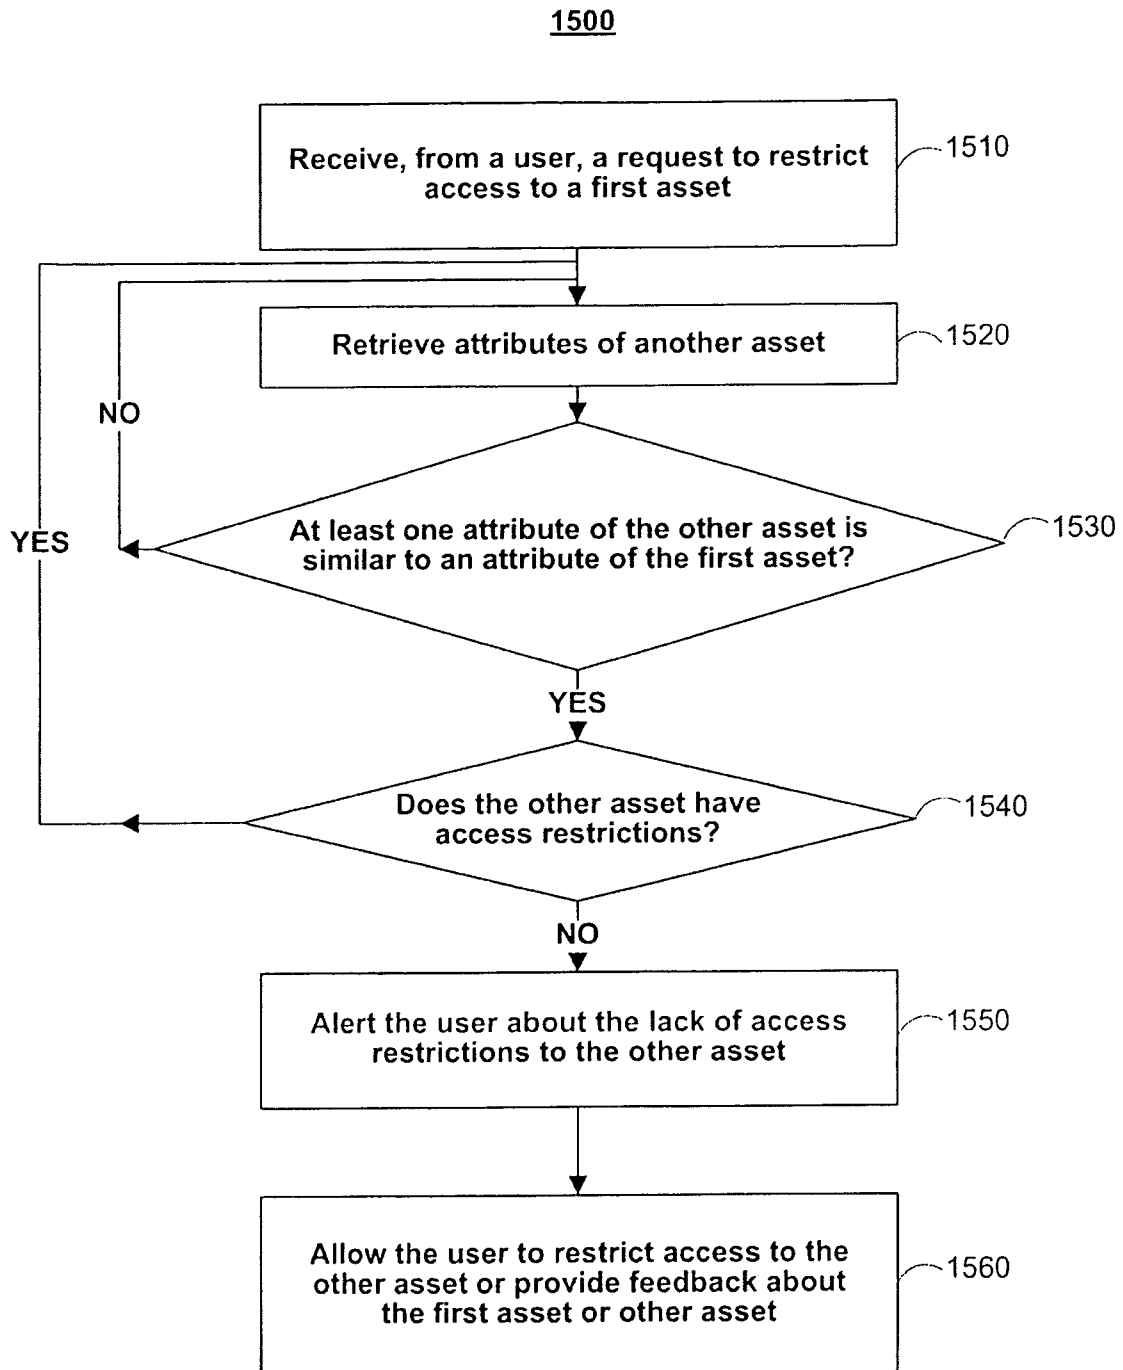 1500
Receive, from a user, a request to restrict
access to a first asset
1510
Retrieve attributes of another asset
1520
NO
At least one attribute of the other asset is
similar to an attribute of the first asset?
1530
YES
YES
Does the other asset have
access restrictions?
1540
NO
Alert the user about the lack of access
restrictions to the other asset
1550
Allow the user to restrict access to the
other asset or provide feedback about
the first asset or other asset
1560